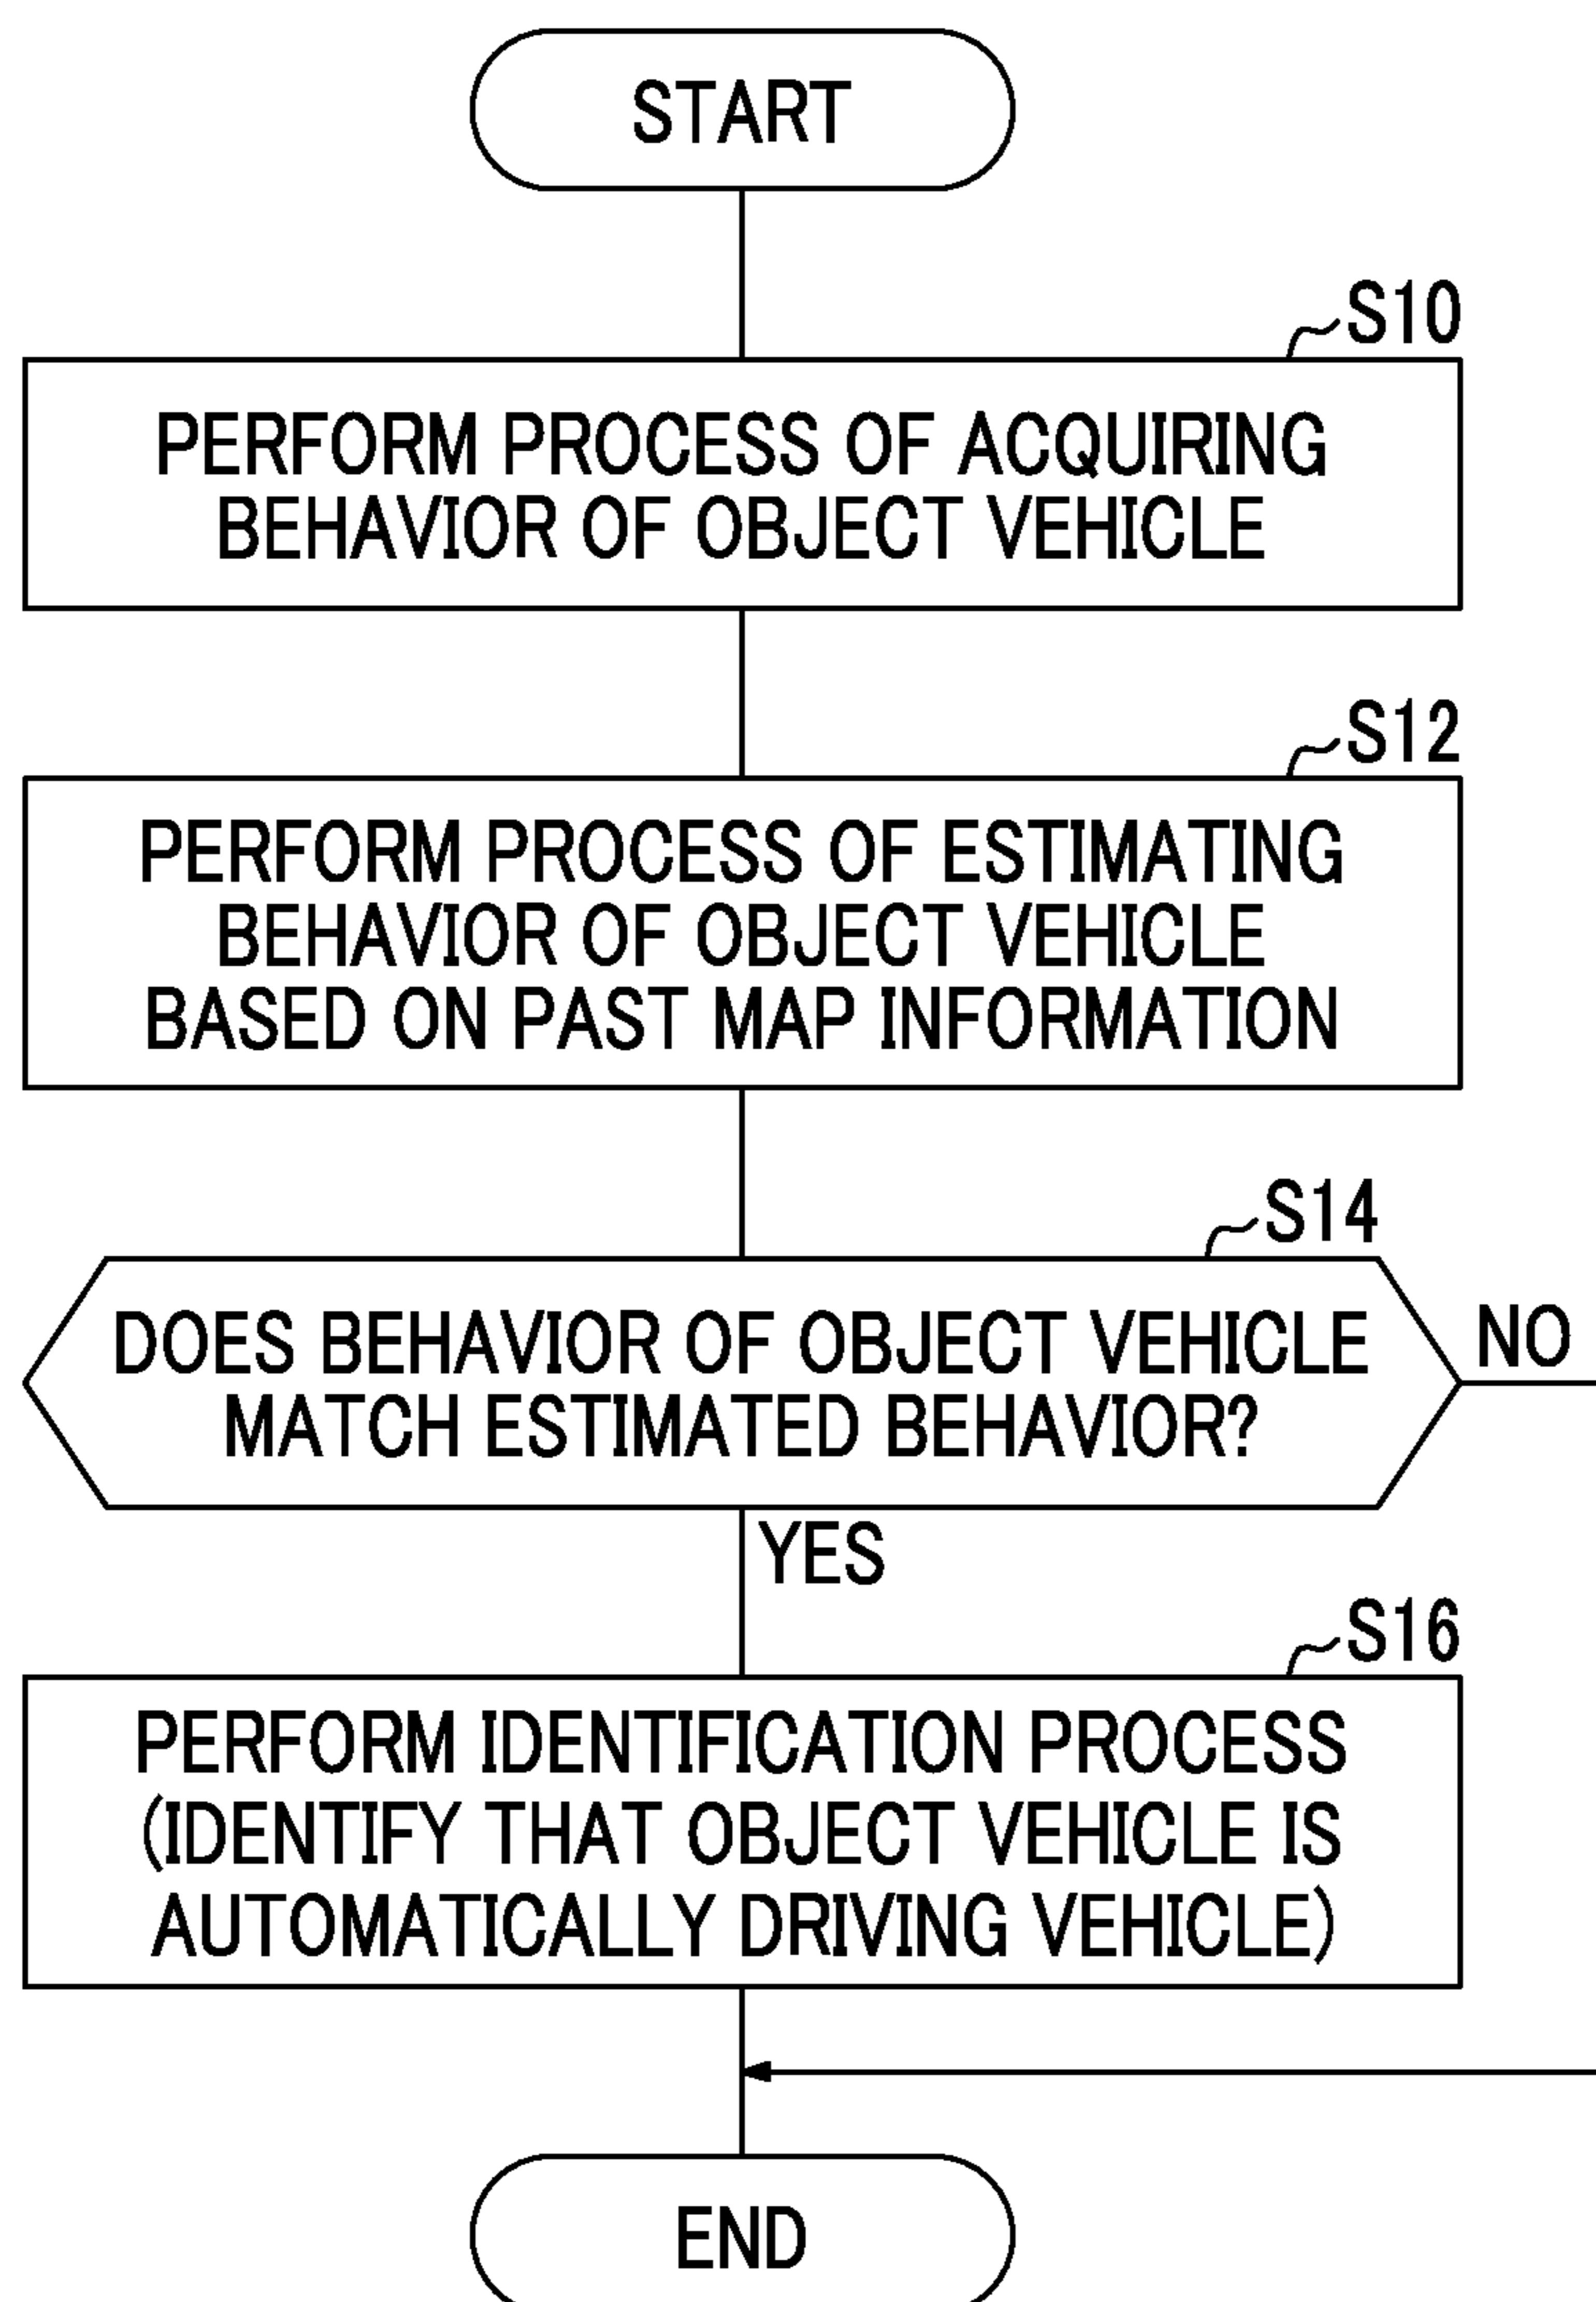 START
S10
PERFORM PROCESS OF ACQUIRING
BEHAVIOR OF OBJECT VEHICLE
S12
PERFORM PROCESS OF ESTIMATING
BEHAVIOR OF OBJECT VEHICLE
BASED ON PAST MAP INFORMATION
S14
DOES BEHAVIOR OF OBJECT VEHICLE
MATCH ESTIMATED BEHAVIOR?
NO
YES
S16
PERFORM IDENTIFICATION PROCESS
(IDENTIFY THAT OBJECT VEHICLE IS
AUTOMATICALLY DRIVING VEHICLE)
END